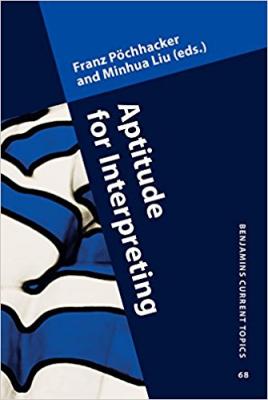 Franz Pöchhacker
and Minhua Liu (eds.)
Aptitude
for Interpreting
BENJAMINS CURRENT TOPICS
68